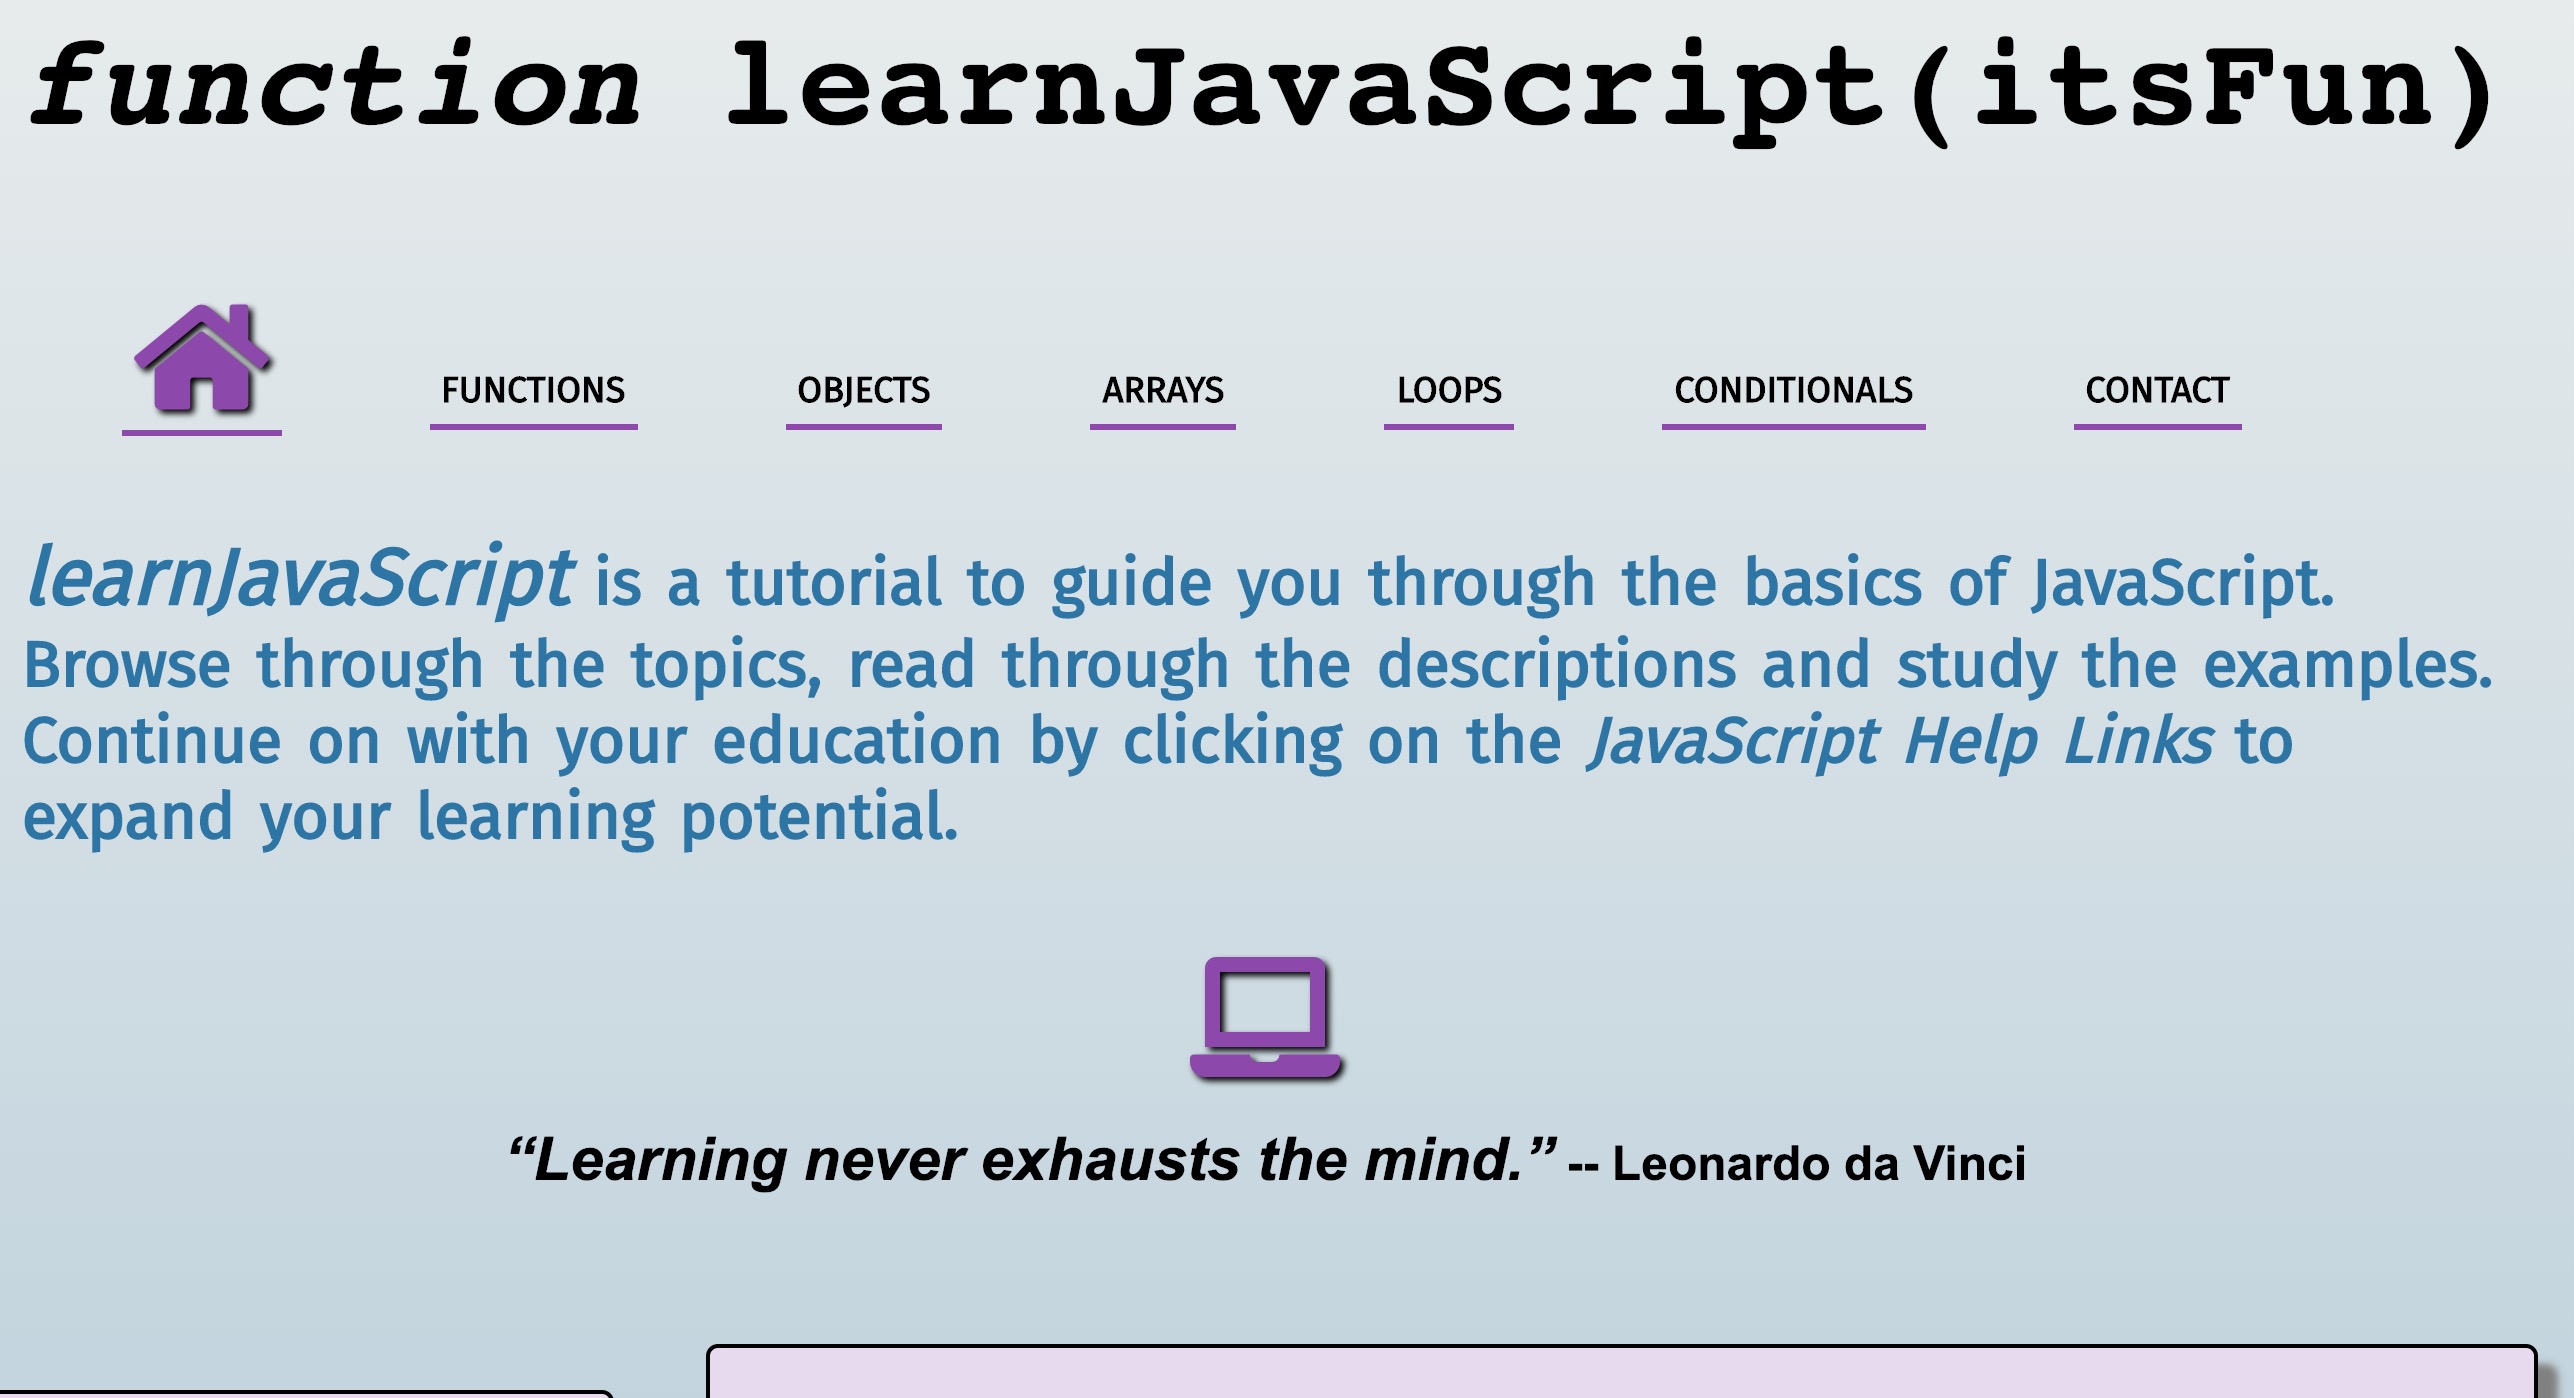 function learnJavaScript(itsFun)
FUNCTIONS OBJECTS ARRAYS LOOPS CONDITIONALS CONTACT
learnJavaScript is a tutorial to guide you through the basics of JavaScript.
Browse through the topics, read through the descriptions and study the examples.
Continue on with your education by clicking on the JavaScript Help Links to
expand your learning potential.
“Learning never exhausts the mind.” -- Leonardo da Vinci